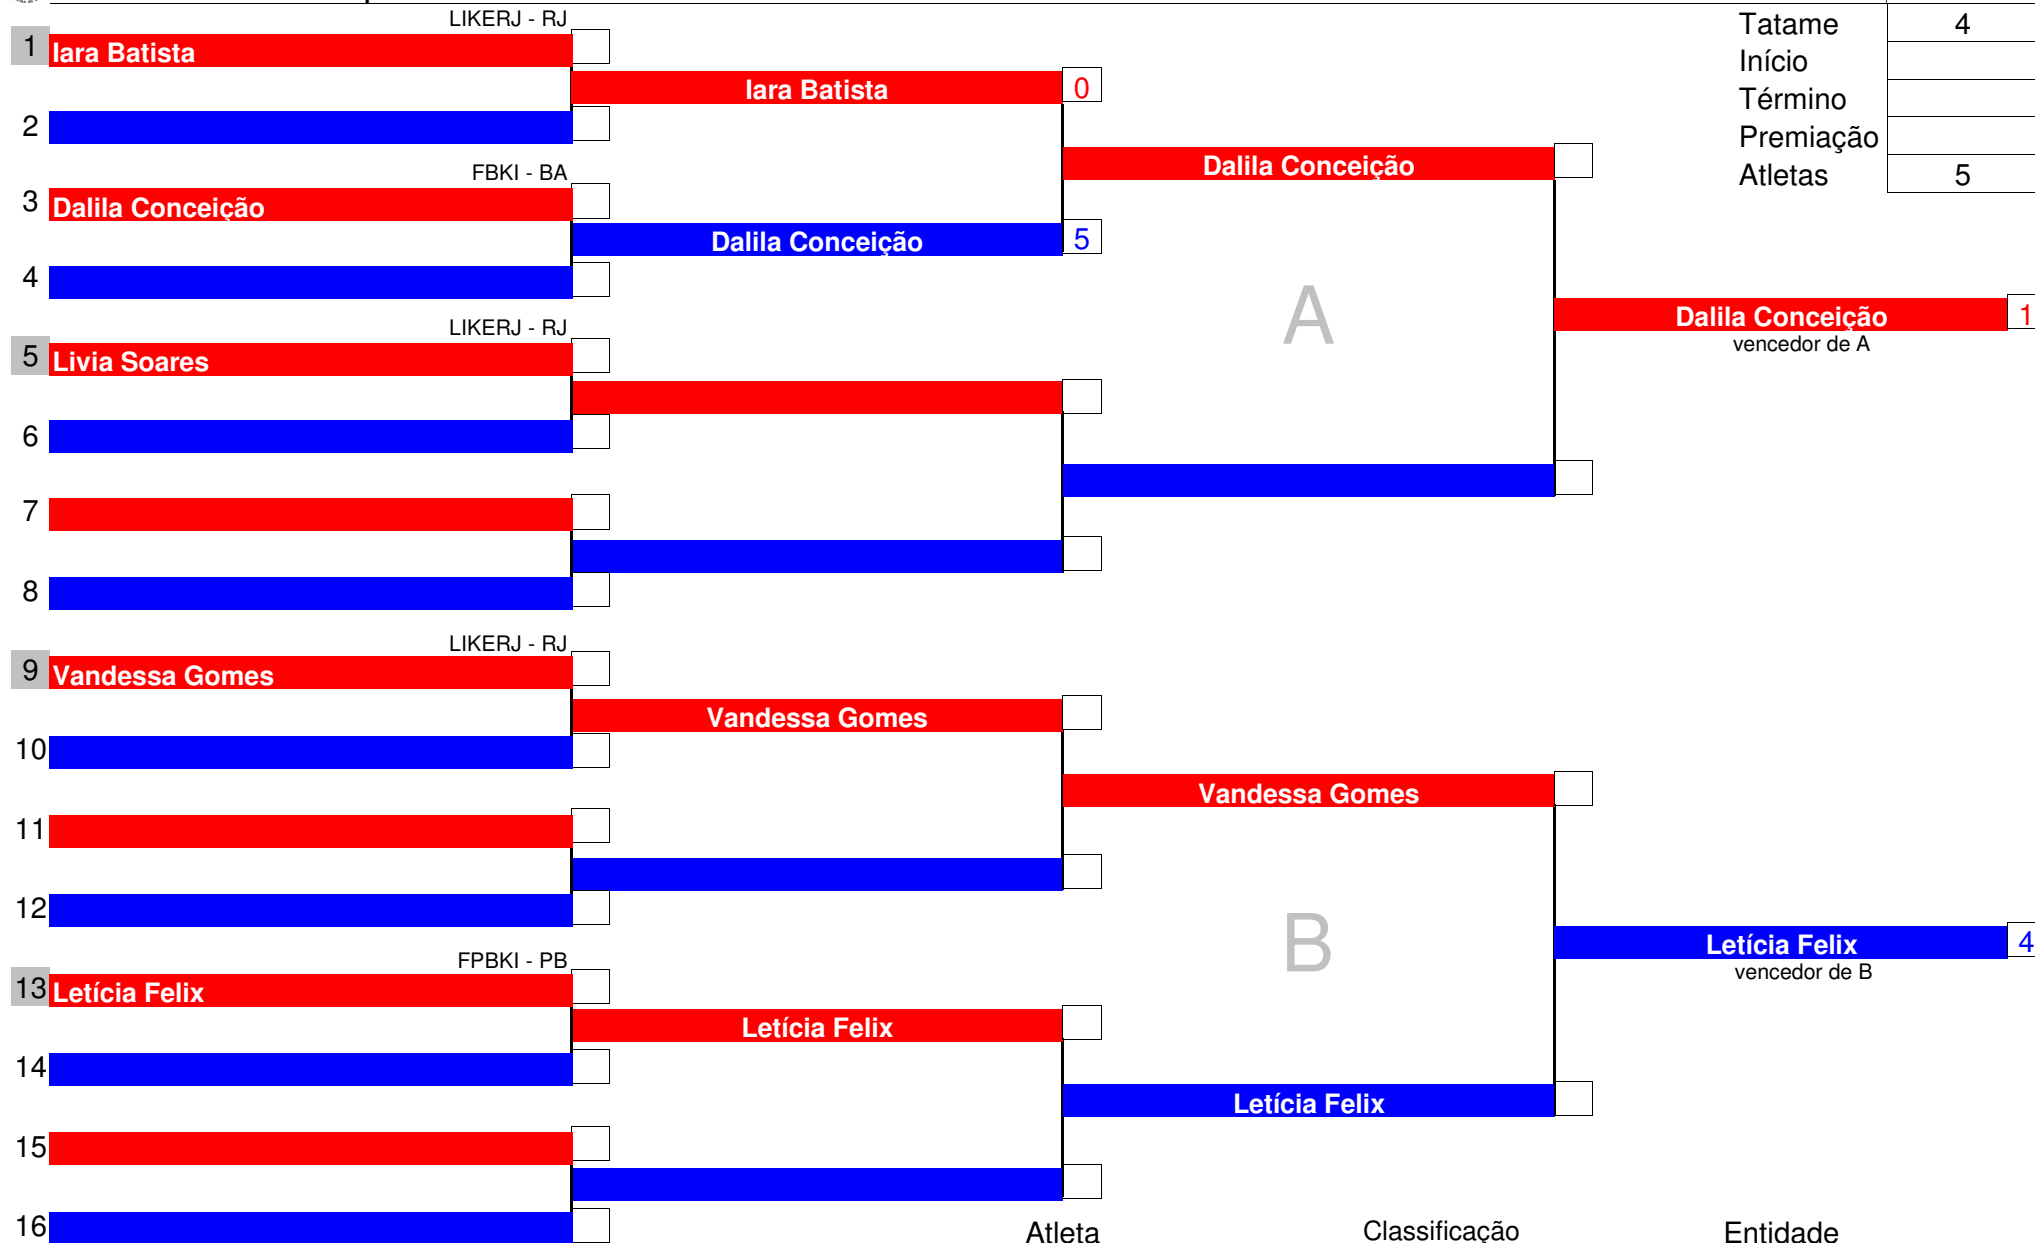 LIKERJ - RJ
Tatame 4
1 Iara Batista
Início
Iara Batista 0
Término
2
Premiação
Dalila Conceição
FBKI - BA
Atletas 5
3 Dalila Conceição
Dalila Conceição 5
4
A
Dalila Conceição 1
LIKERJ - RJ
vencedor de A
5 Livia Soares
6
7
8
LIKERJ - RJ
9 Vandessa Gomes
Vandessa Gomes
10
Vandessa Gomes
11
12
B
Letícia Felix 4
FPBKI - PB
vencedor de B
13 Letícia Felix
Letícia Felix
14
Letícia Felix
15
16
Atleta Classificação Entidade